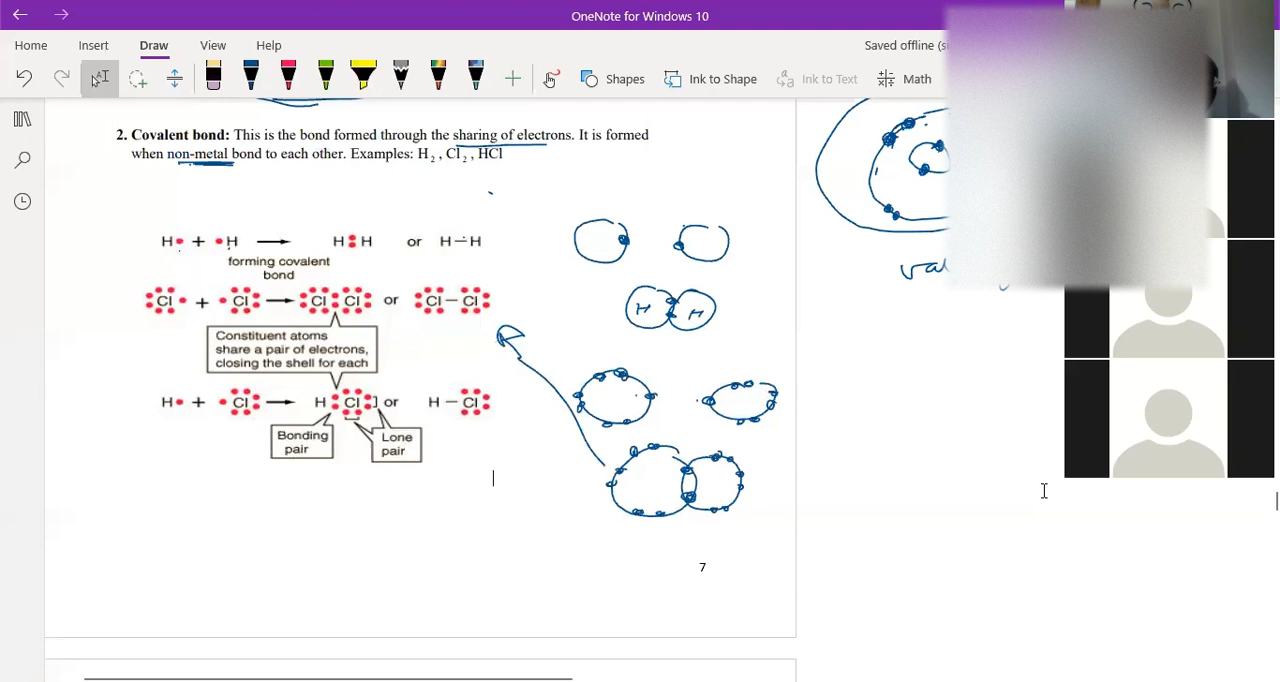 OneNote for Windows 10
Home Insert Draw View Help
Saved offline
Shapes Ink to Shape Ink to Text Math
2. Covalent bond: This is the bond formed through the sharing of electrons. It is formed
when non-metal bond to each other. Examples: H₂ , Cl₂ , HCl
H• + •H ⟶ H:H or H–H
forming covalent
bond
Cl + Cl ⟶ Cl Cl or Cl – Cl
H H
Constituent atoms
share a pair of electrons,
closing the shell for each
H• + Cl ⟶ H Cl ] or H – Cl
Bonding
pair
Lone
pair
7